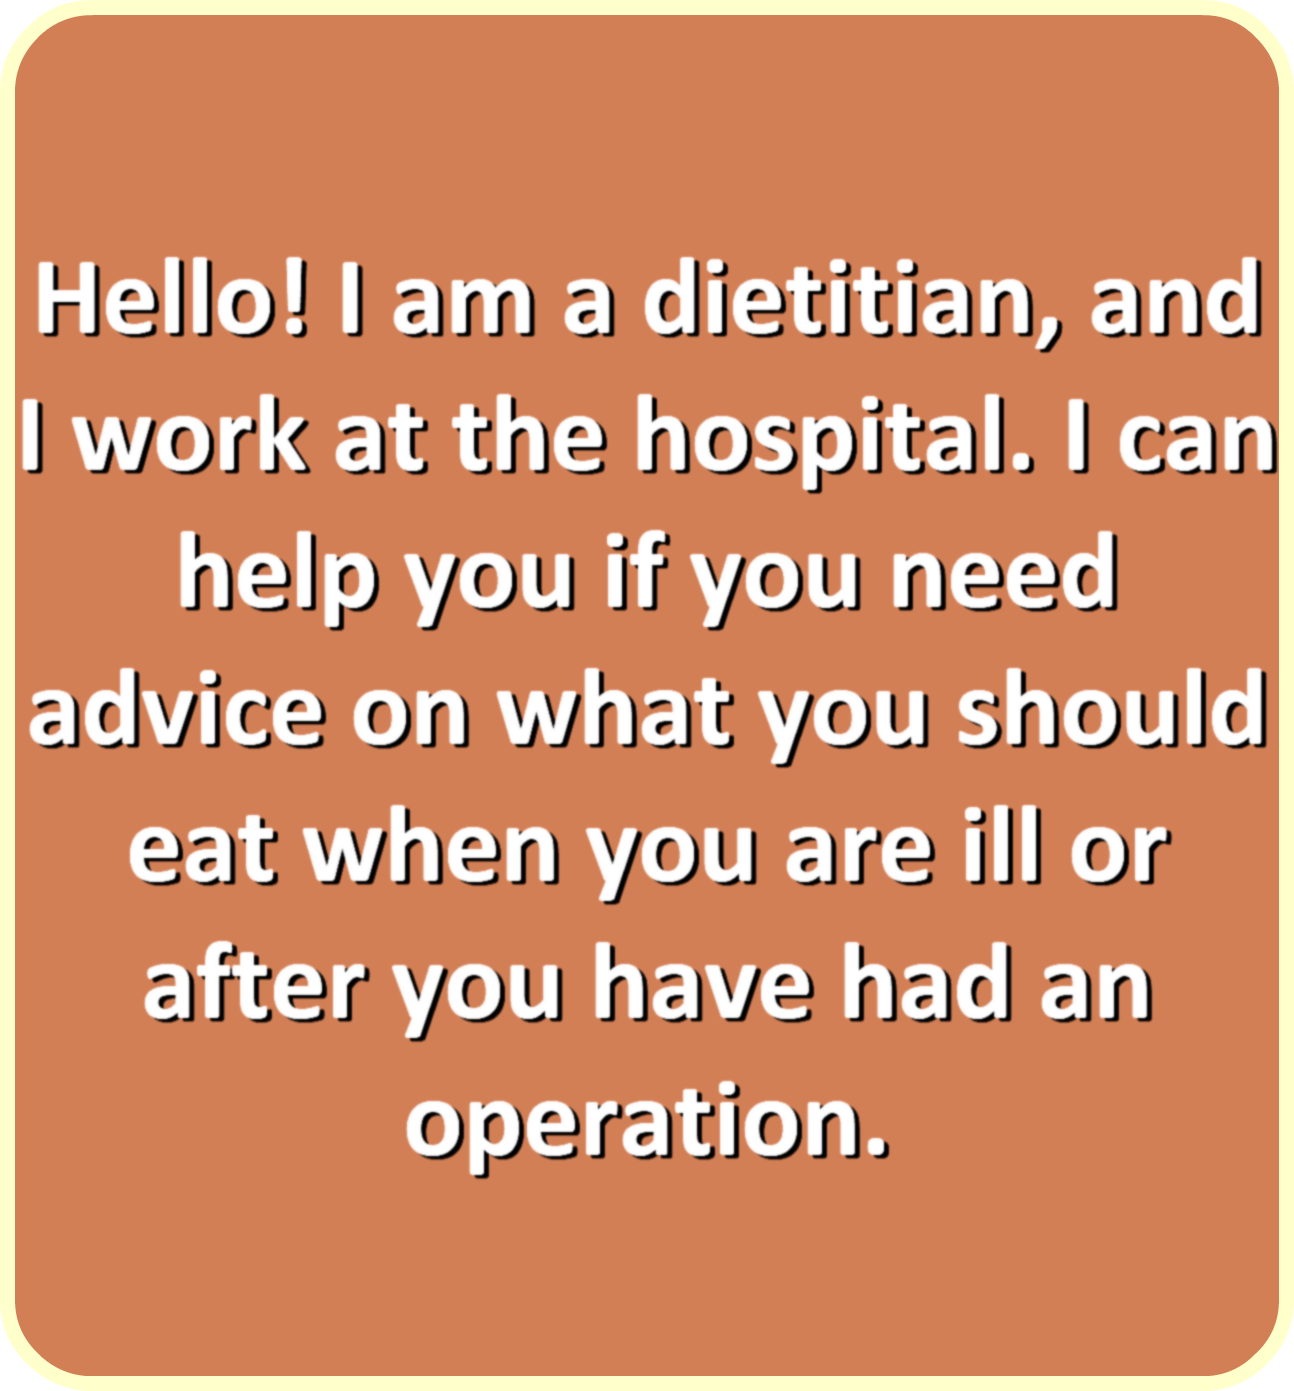 Hello! I am a dietitian, and
I work at the hospital. I can
help you if you need
advice on what you should
eat when you are ill or
after you have had an
operation.